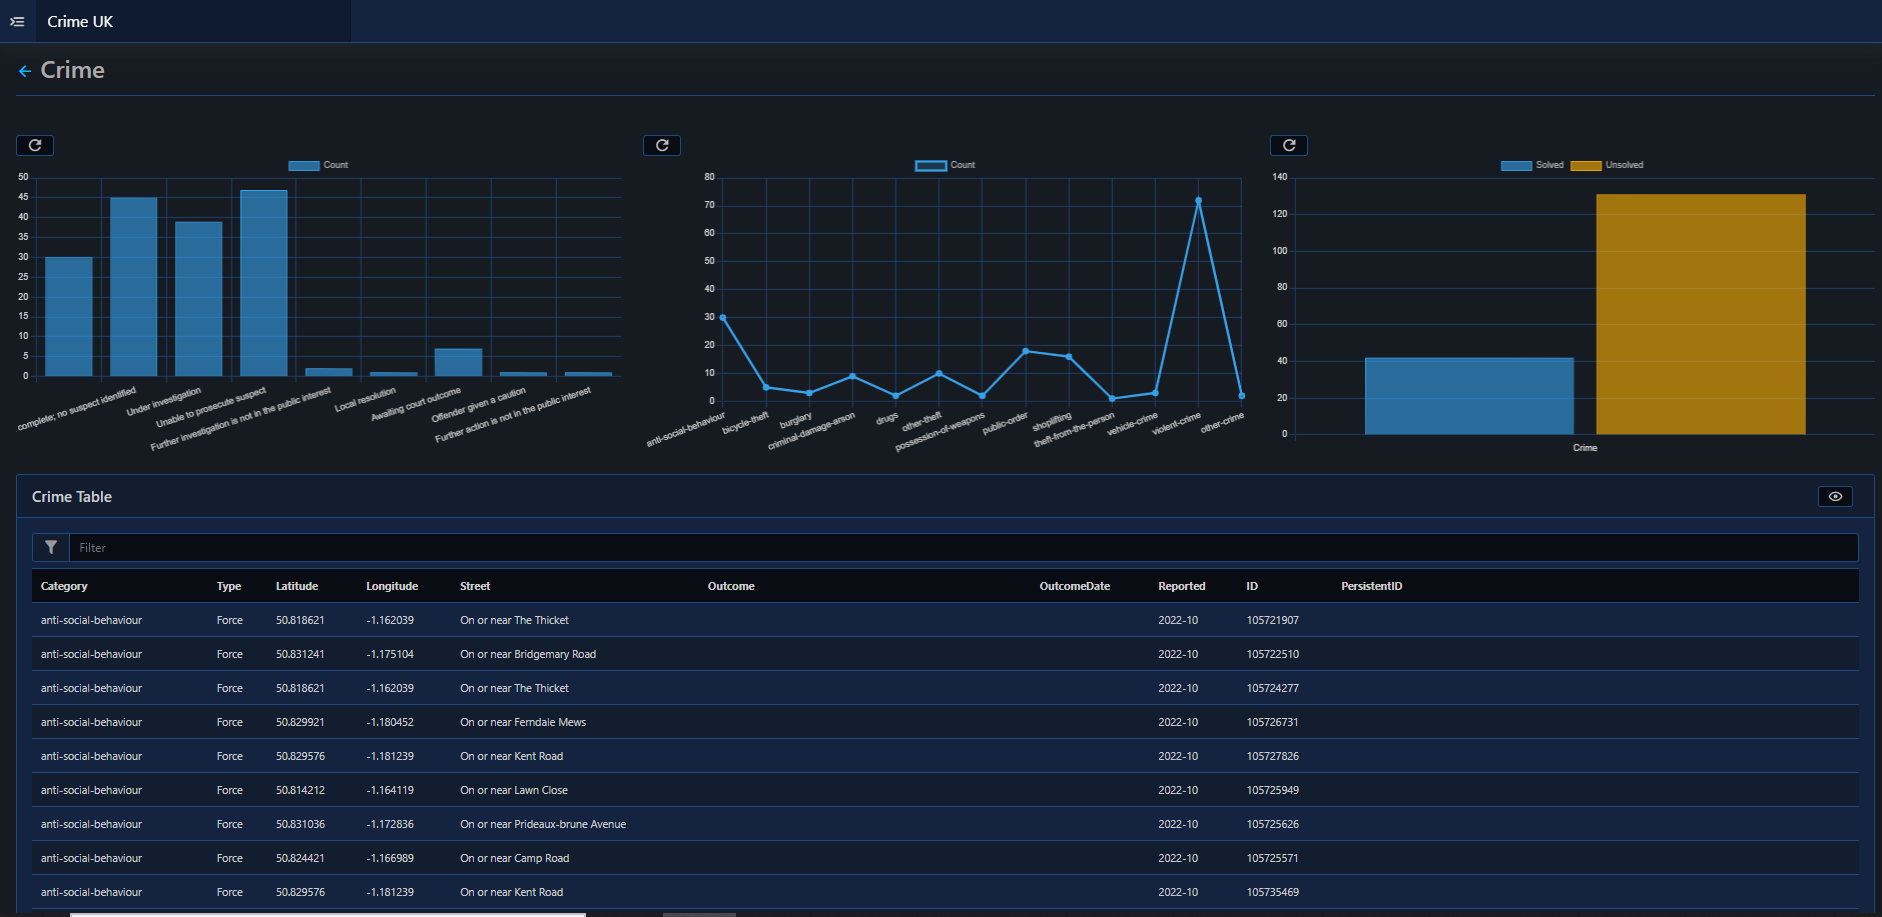 Crime UK
Crime
Count
50
45
40
35
30
25
20
15
10
5
0
complete; no suspect identified
Under investigation
Unable to prosecute suspect
Further investigation is not in the public interest
Local resolution
Awaiting court outcome
Offender given a caution
Further action is not in the public interest
Count
80
70
60
50
40
30
20
10
0
anti-social-behaviour
bicycle-theft
burglary
criminal-damage-arson
drugs
other-theft
possession-of-weapons
public-order
shoplifting
theft-from-the-person
vehicle-crime
violent-crime
other-crime
Solved Unsolved
140
120
100
80
60
40
20
0
Crime
Crime Table
Filter
Category Type Latitude Longitude Street Outcome OutcomeDate Reported ID PersistentID
anti-social-behaviour Force 50.818621 -1.162039 On or near The Thicket 2022-10 105721907
anti-social-behaviour Force 50.831241 -1.175104 On or near Bridgemary Road 2022-10 105722510
anti-social-behaviour Force 50.818621 -1.162039 On or near The Thicket 2022-10 105724277
anti-social-behaviour Force 50.829921 -1.180452 On or near Ferndale Mews 2022-10 105726731
anti-social-behaviour Force 50.829576 -1.181239 On or near Kent Road 2022-10 105727826
anti-social-behaviour Force 50.814212 -1.164119 On or near Lawn Close 2022-10 105725949
anti-social-behaviour Force 50.831036 -1.172836 On or near Prideaux-brune Avenue 2022-10 105725626
anti-social-behaviour Force 50.824421 -1.166989 On or near Camp Road 2022-10 105725571
anti-social-behaviour Force 50.829576 -1.181239 On or near Kent Road 2022-10 105735469